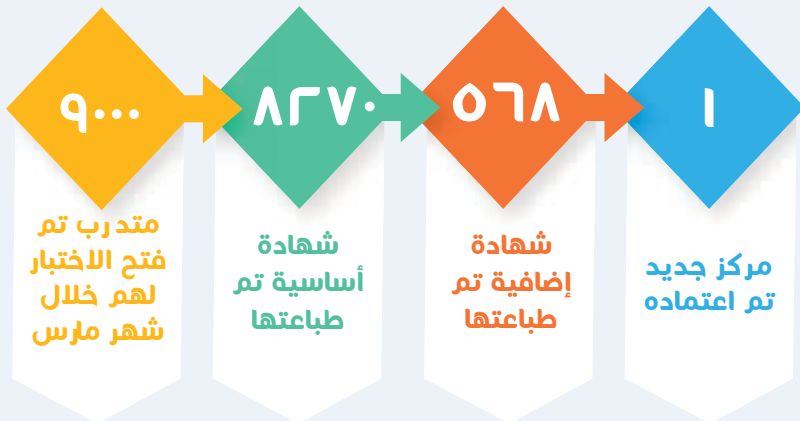 ٩٠٠٠
متدرب تم
فتح الاختبار
لهم خلال
شهر مارس
٨٢٧٠
شهادة
أساسية تم
طباعتها
٥٦٨
شهادة
إضافية تم
طباعتها
١
مركز جديد
تم اعتماده